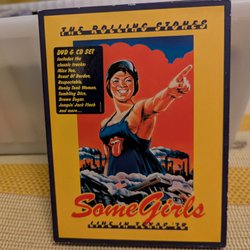 THE ROLLING STONES
DVD & CD SET
Includes
the classic tracks:
Miss You,
Beast Of Burden,
Respectable,
Honky Tonk Women,
Tumbling Dice,
Brown Sugar,
Jumpin' Jack Flash
and more....
Some Girls
LIVE IN TEXAS '78